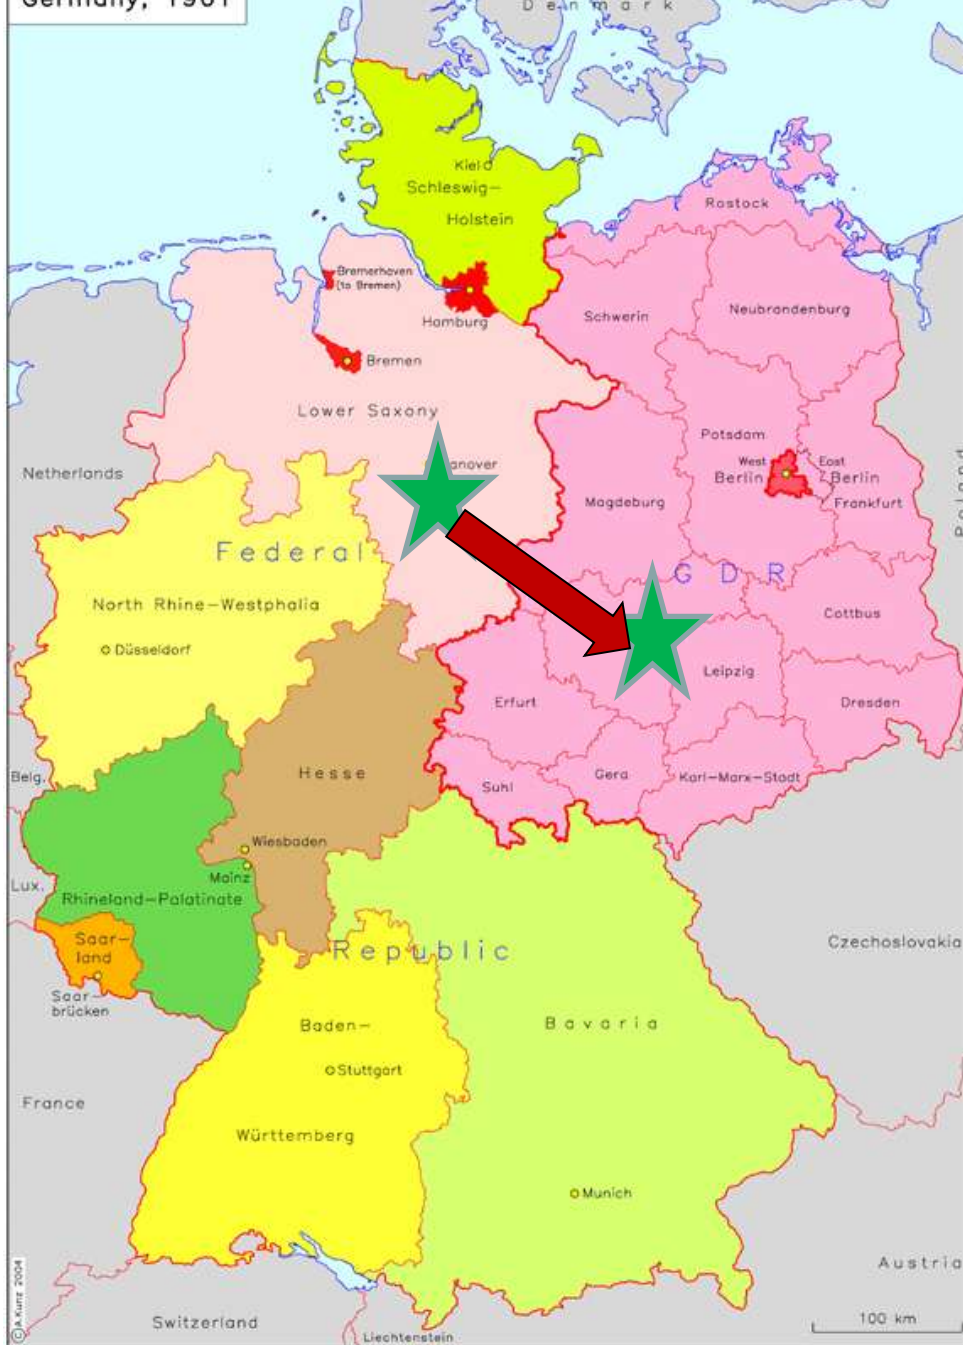 Germany, 1961
Denmark
Kiel
Schleswig-
Holstein
Rostock
Bremerhaven
(to Bremen)
Hamburg
Schwerin
Neubrandenburg
Bremen
Lower Saxony
Potsdam
Netherlands
anover
West
Berlin
East
Berlin
Magdeburg
Frankfurt
Poland
Federal
GDR
North Rhine-Westphalia
Cottbus
Düsseldorf
Leipzig
Erfurt
Dresden
Belg.
Hesse
Suhl
Gera
Karl-Marx-Stadt
Wiesbaden
Mainz
Lux.
Rhineland-Palatinate
Saar-
land
Republic
Czechoslovakia
Saar-
brücken
Baden-
Bavaria
Stuttgart
France
Württemberg
Munich
Austria
©A.Kunz 2004
Switzerland
Liechtenstein
100 km